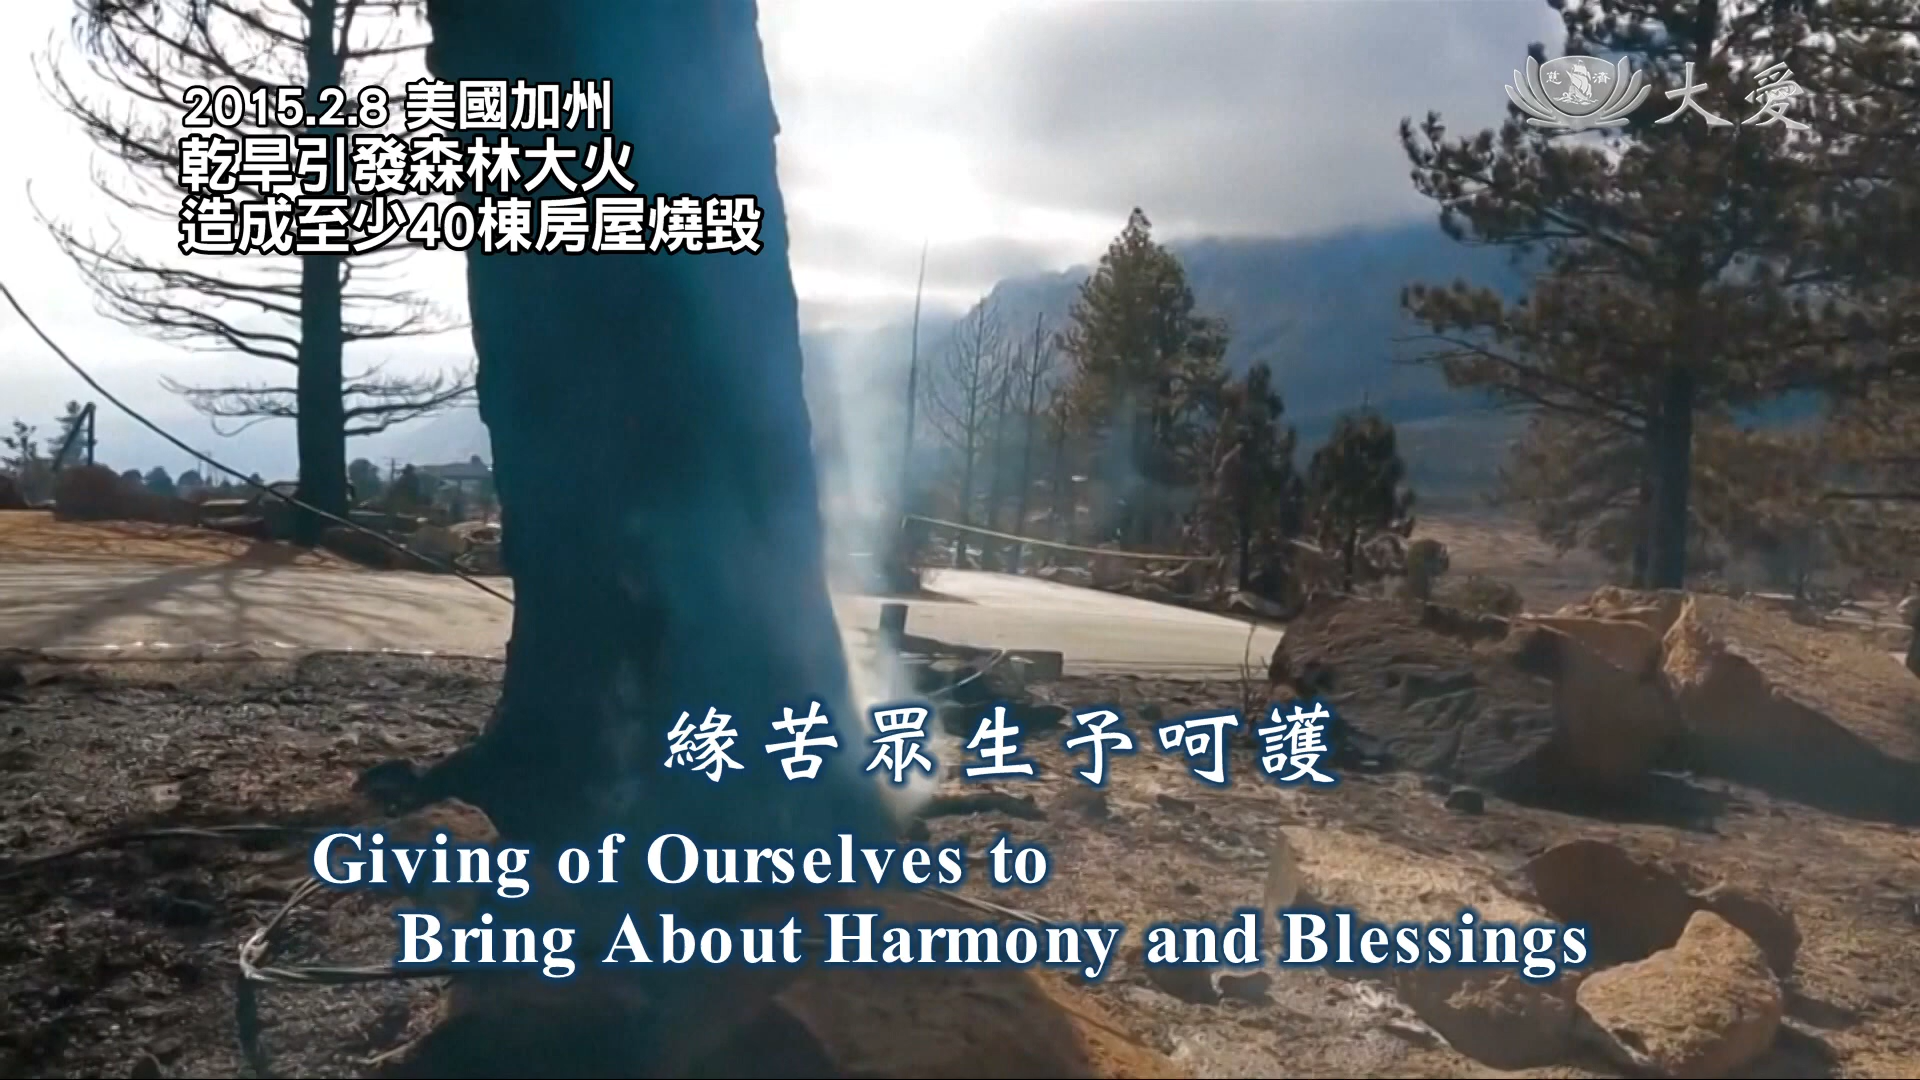 2015.2.8 美國加州
乾旱引發森林大火
造成至少40棟房屋燒毀
慈濟
大愛
緣苦眾生予呵護
Giving of Ourselves to
Bring About Harmony and Blessings